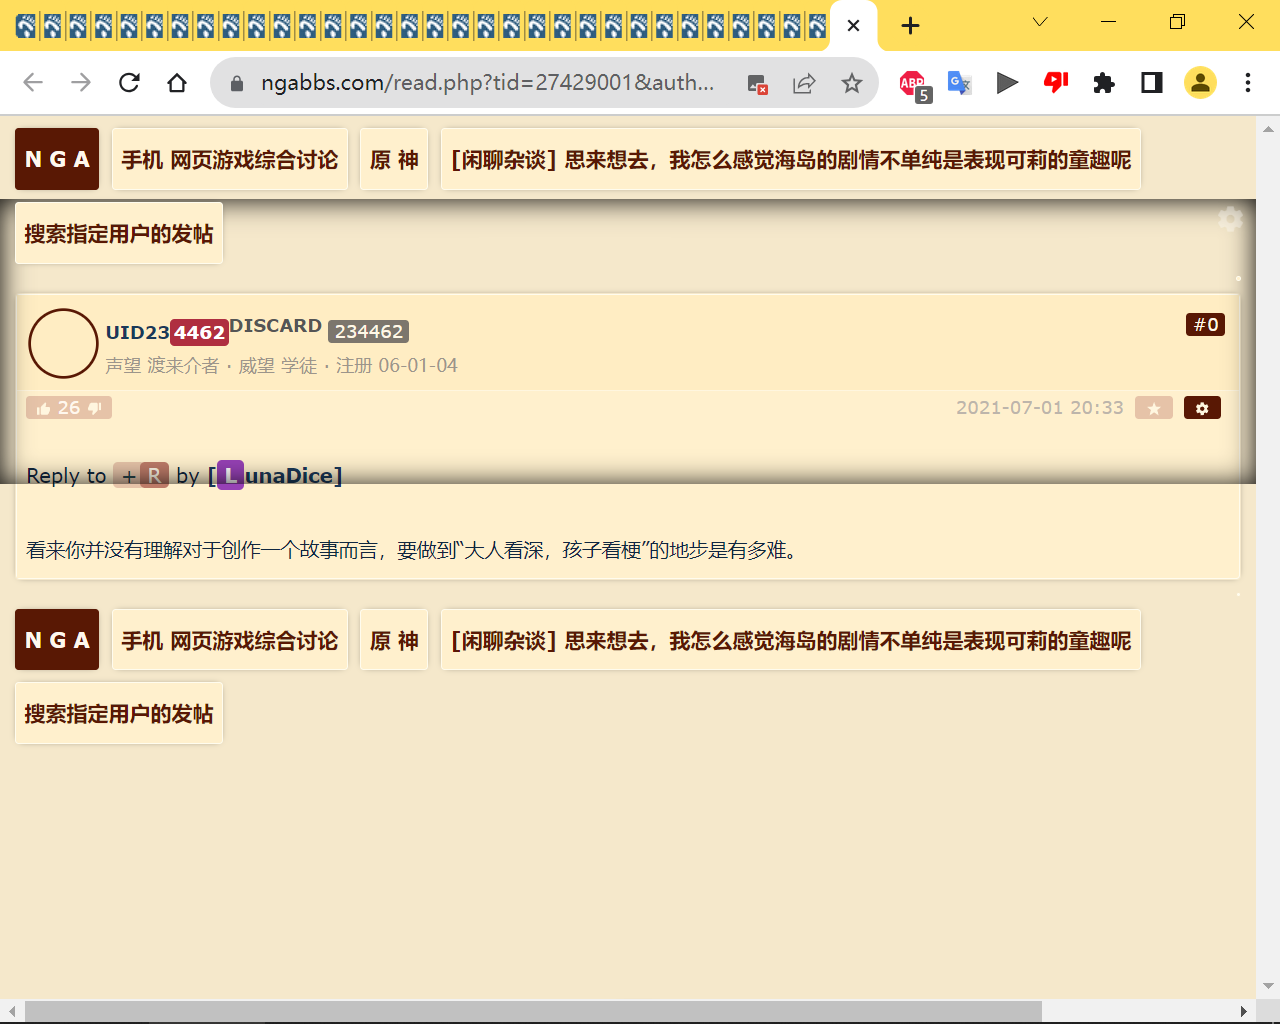 ngabbs.com/read.php?tid=27429001&auth...
ABP
5
G
N G A
手机 网页游戏综合讨论
原 神
[闲聊杂谈] 思来想去，我怎么感觉海岛的剧情不单纯是表现可莉的童趣呢
搜索指定用户的发帖
UID234462DISCARD 234462
#0
声望 渡来介者 · 威望 学徒 · 注册 06-01-04
26
2021-07-01 20:33
Reply to +R by [LunaDice]
看来你并没有理解对于创作一个故事而言，要做到“大人看深，孩子看梗”的地步是有多难。
N G A
手机 网页游戏综合讨论
原 神
[闲聊杂谈] 思来想去，我怎么感觉海岛的剧情不单纯是表现可莉的童趣呢
搜索指定用户的发帖